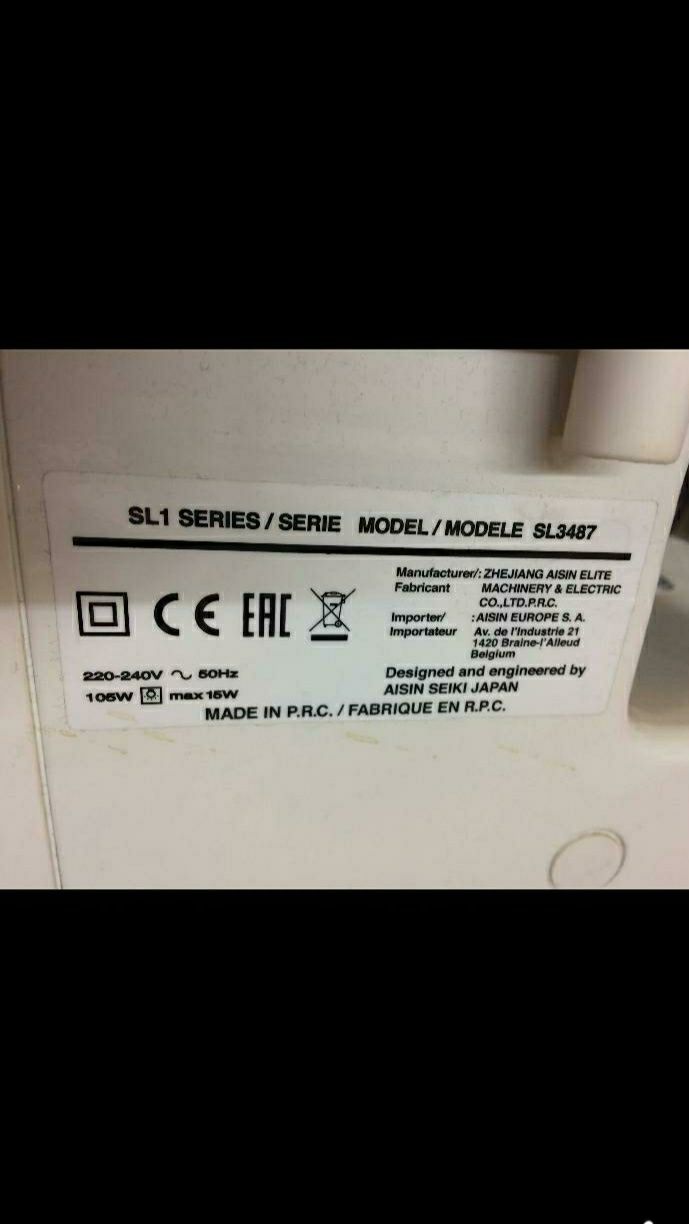 SL1 SERIES / SERIE MODEL / MODELE SL3487
Manufacturer/: ZHEJIANG AISIN ELITE
Fabricant MACHINERY & ELECTRIC
CO.,LTD.P.R.C.
CE EAC
Importer/ :AISIN EUROPE S. A.
Importateur Av. de l'Industrie 21
1420 Braine-l'Alleud
Belgium
220-240V ~ 50Hz
105W max 15W
Designed and engineered by
AISIN SEIKI JAPAN
MADE IN P.R.C. / FABRIQUE EN R.P.C.